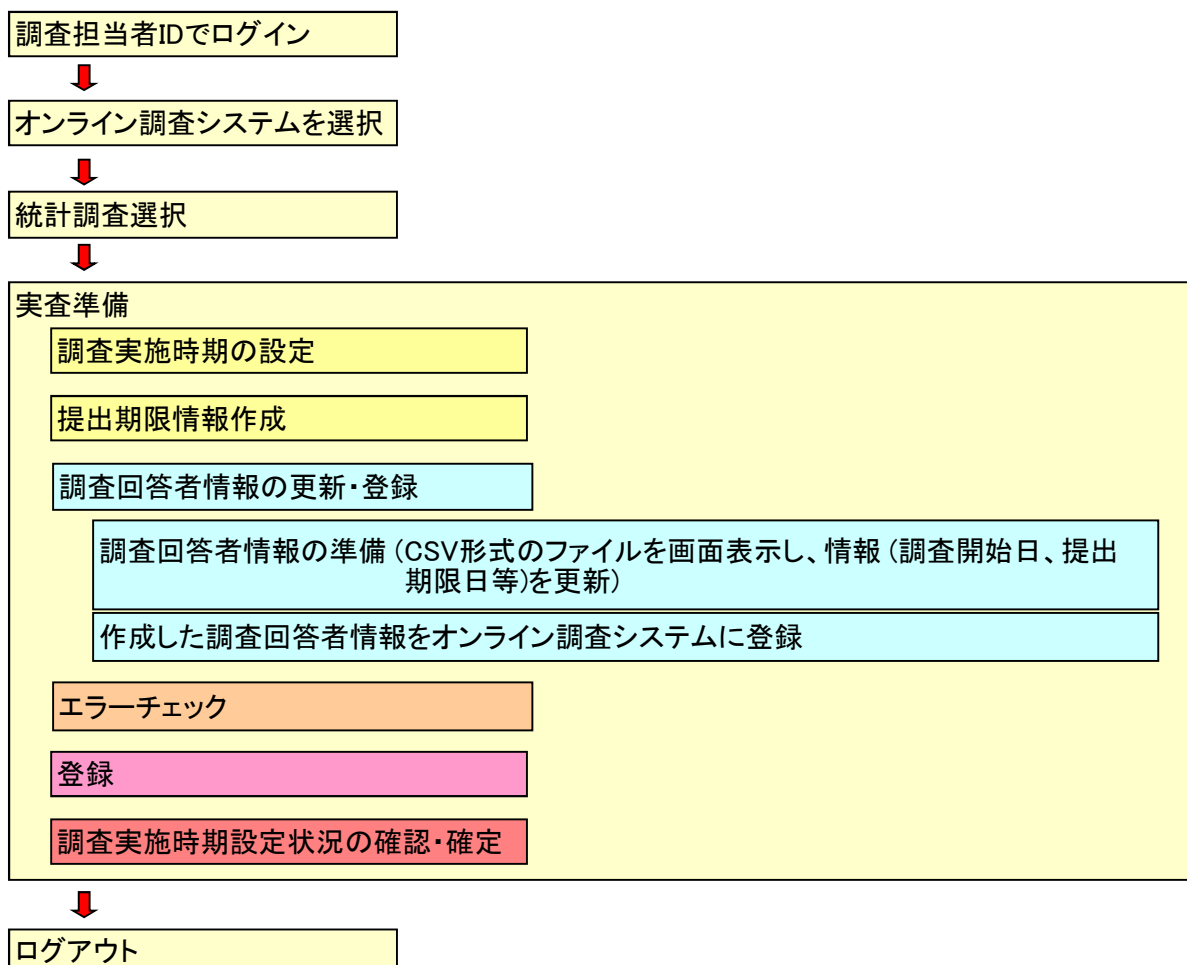 調査担当者IDでログイン
オンライン調査システムを選択
統計調査選択
実査準備
調査実施時期の設定
提出期限情報作成
調査回答者情報の更新・登録
調査回答者情報の準備（CSV形式のファイルを画面表示し、情報（調査開始日、提出
期限日等)を更新）
作成した調査回答者情報をオンライン調査システムに登録
エラーチェック
登録
調査実施時期設定状況の確認・確定
ログアウト